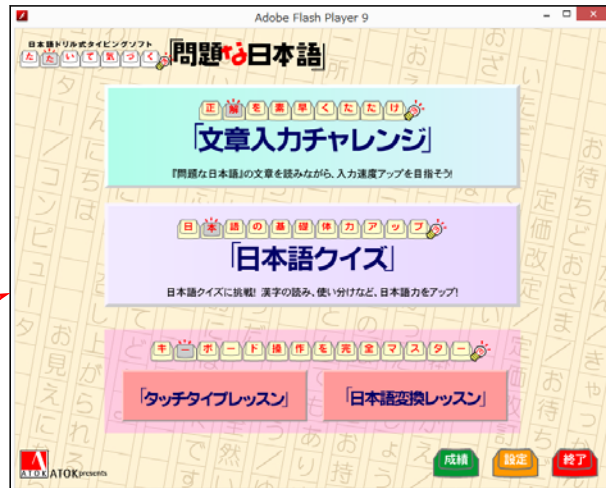 Adobe Flash Player 9
日本語ドリル式タイピングソフト
たたいて気づく
「問題な日本語」
正解を素早くたたけ
「文章入力チャレンジ」
『問題な日本語』の文章を読みながら、入力速度アップを目指そう!
日本語の基礎体力アップ
「日本語クイズ」
日本語クイズに挑戦! 漢字の読み、使い分けなど、日本語力をアップ!
キーボード操作を完全マスター
「タッチタイプレッスン」 「日本語変換レッスン」
ATOK ATOK presents
成績 設定 終了